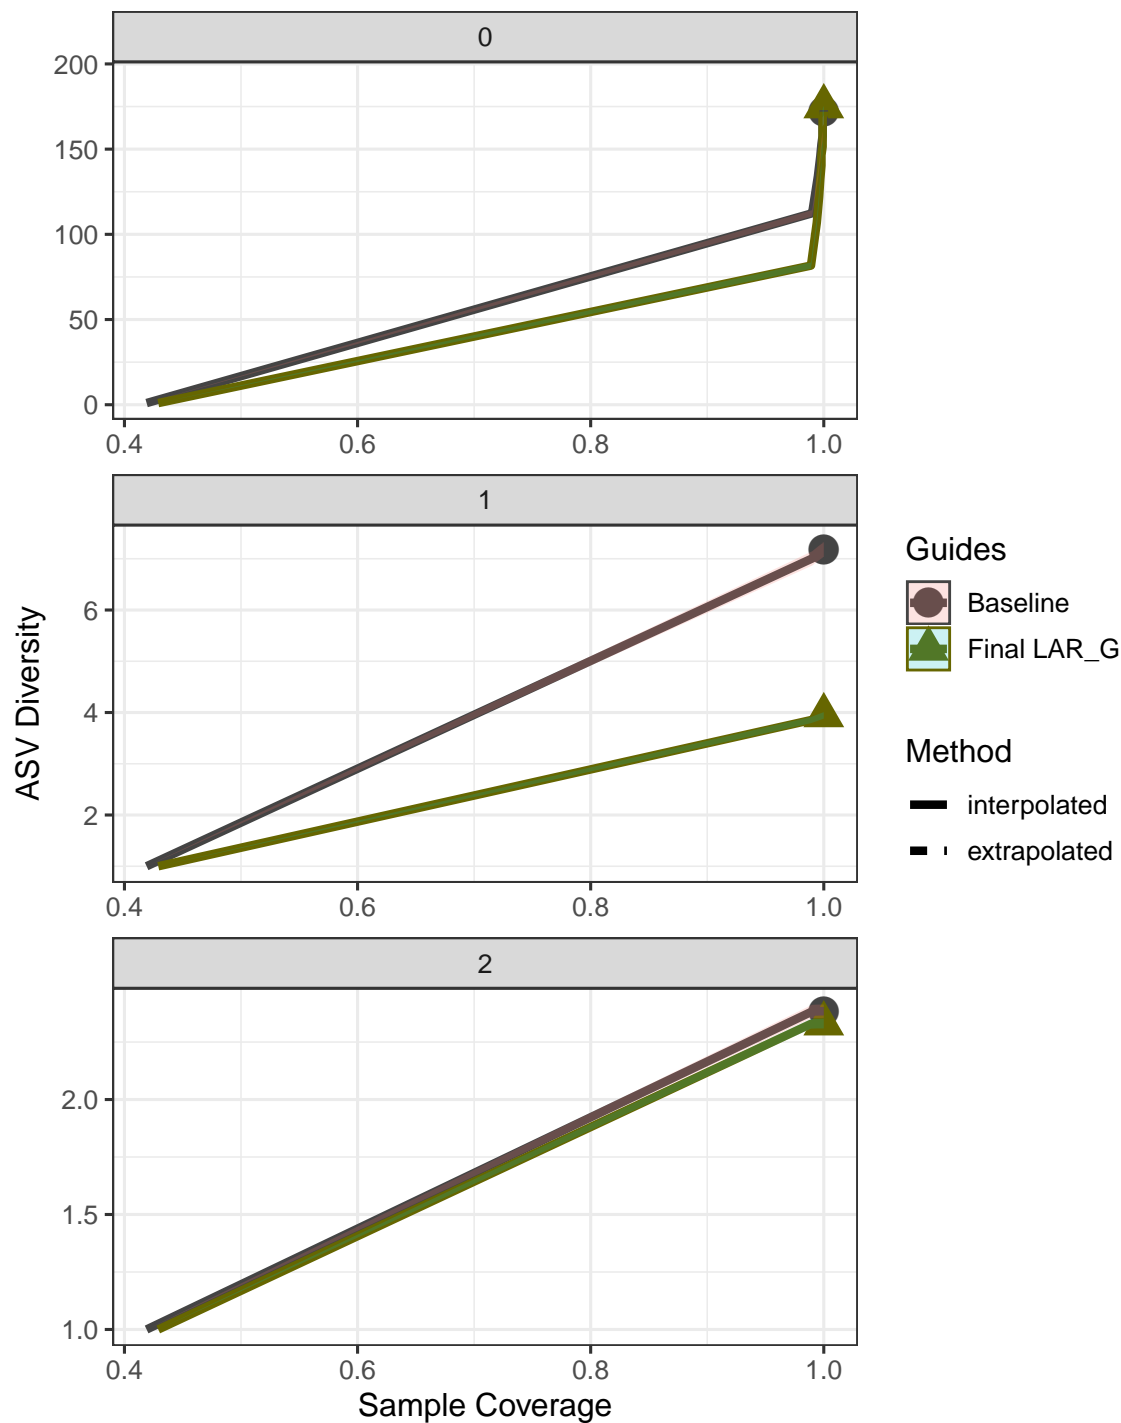 0
200
150
100
50
0
0.4 0.6 0.8 1.0
1
6
4
2
0.4 0.6 0.8 1.0
2
2.0
1.5
1.0
0.4 0.6 0.8 1.0
Sample Coverage
ASV Diversity
Guides
Baseline
Final LAR_G
Method
interpolated
extrapolated